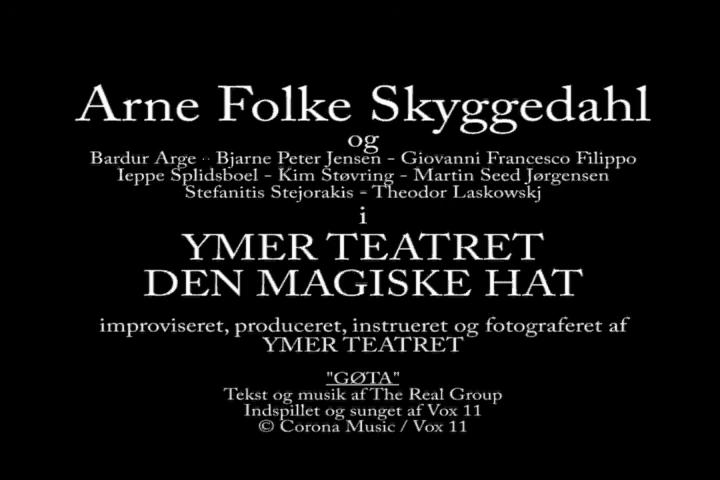 Arne Folke Skyggedahl
og
Bardur Arge - Bjarne Peter Jensen - Giovanni Francesco Filippo
Ieppe Splidsboel - Kim Støvring - Martin Seed Jørgensen
Stefanitis Stejorakis - Theodor Laskowskj
i
YMER TEATRET
DEN MAGISKE HAT
improviseret, produceret, instrueret og fotograferet af
YMER TEATRET
"GØTA"
Tekst og musik af The Real Group
Indspillet og sunget af Vox 11
© Corona Music / Vox 11